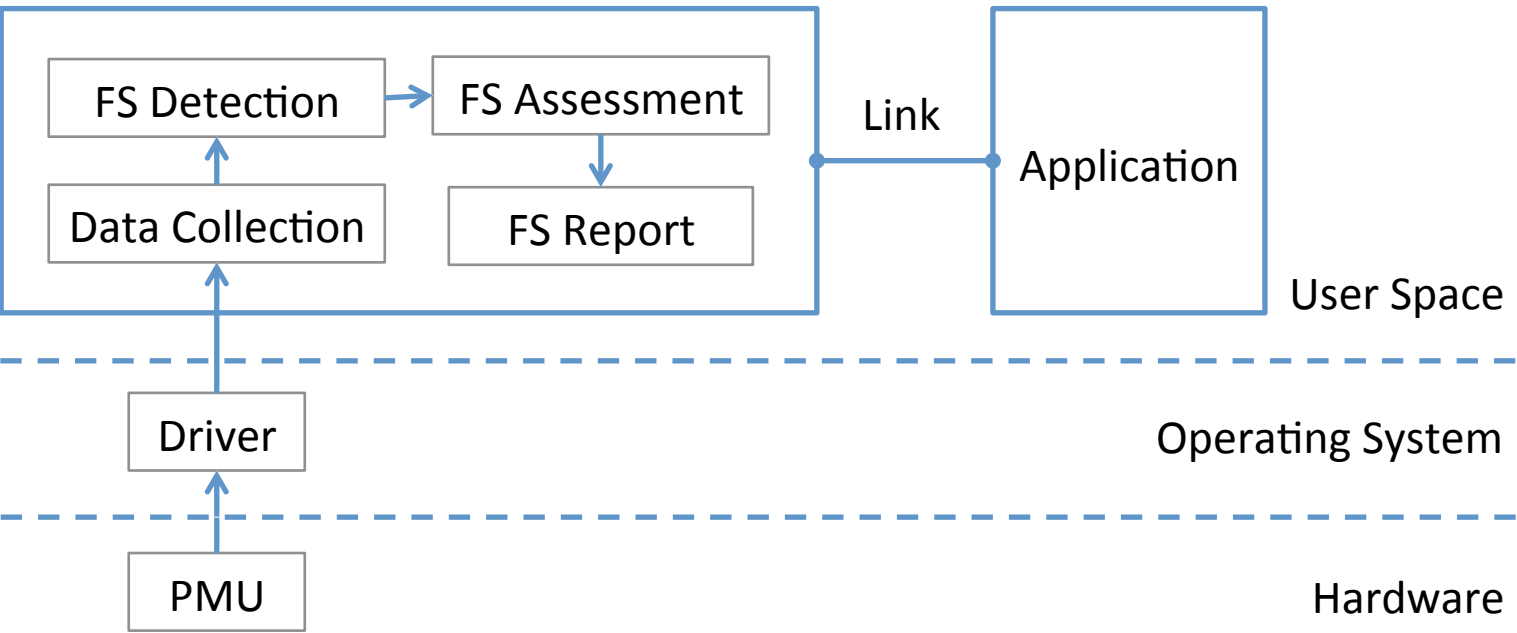 FS Detection
FS Assessment
Link
Application
Data Collection
FS Report
User Space
Driver
Operating System
PMU
Hardware